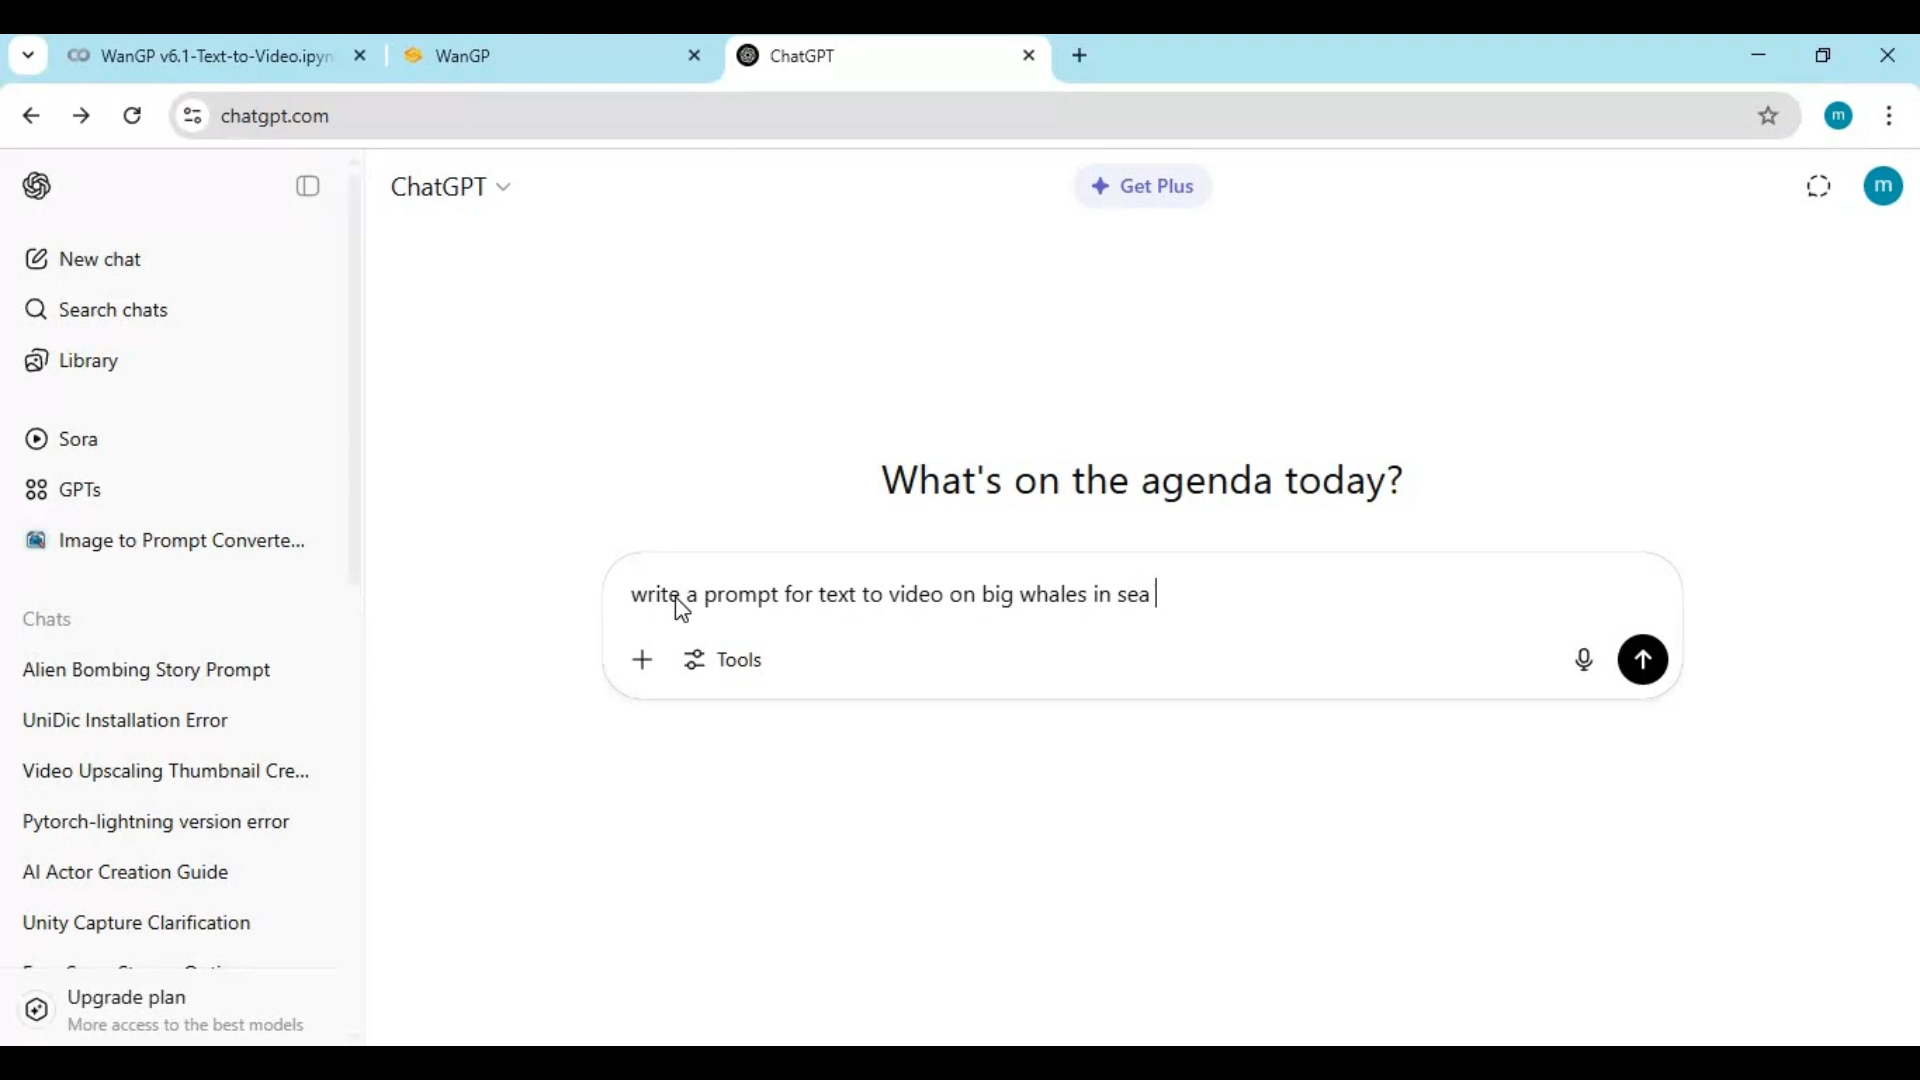 WanGP v6.1-Text-to-Video.ipyn
WanGP
ChatGPT
chatgpt.com
m
ChatGPT
Get Plus
m
New chat
Search chats
Library
Sora
GPTs
Image to Prompt Converte...
What's on the agenda today?
write a prompt for text to video on big whales in sea
Tools
Chats
Alien Bombing Story Prompt
UniDic Installation Error
Video Upscaling Thumbnail Cre...
Pytorch-lightning version error
AI Actor Creation Guide
Unity Capture Clarification
Upgrade plan
More access to the best models